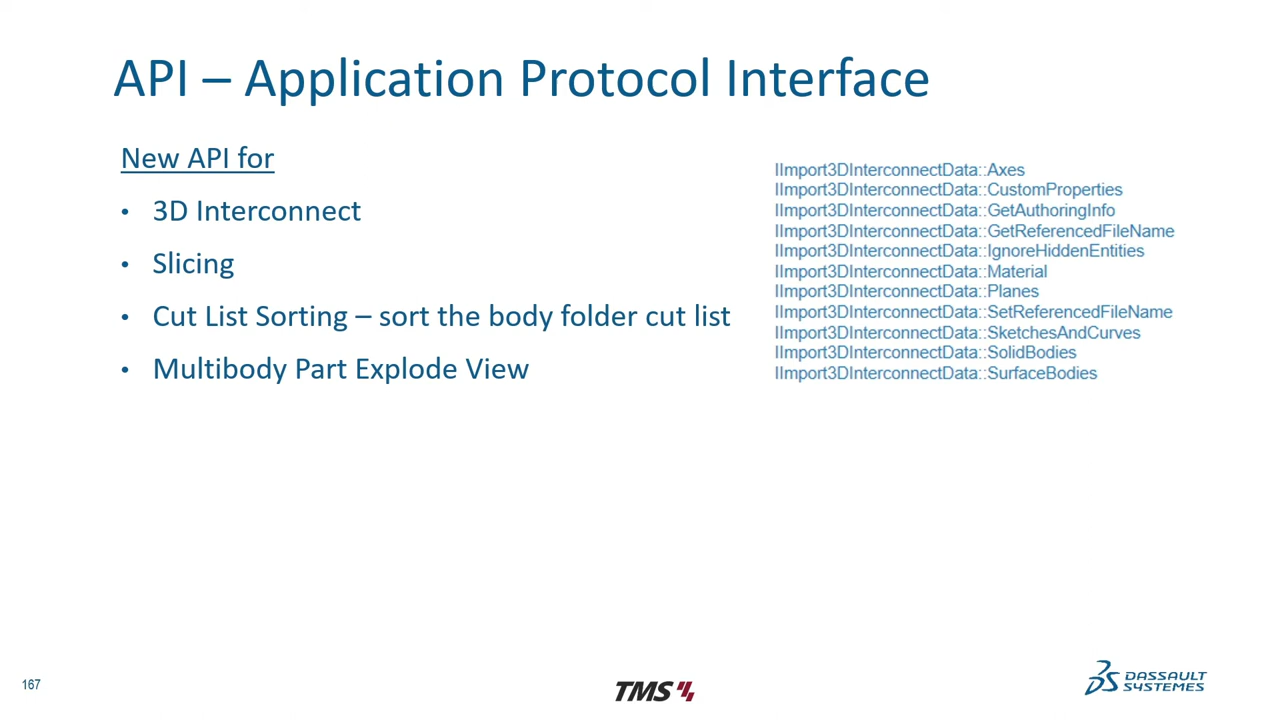 API – Application Protocol Interface
New API for
• 3D Interconnect
• Slicing
• Cut List Sorting – sort the body folder cut list
• Multibody Part Explode View
IImport3DInterconnectData::Axes
IImport3DInterconnectData::CustomProperties
IImport3DInterconnectData::GetAuthoringInfo
IImport3DInterconnectData::GetReferencedFileName
IImport3DInterconnectData::IgnoreHiddenEntities
IImport3DInterconnectData::Material
IImport3DInterconnectData::Planes
IImport3DInterconnectData::SetReferencedFileName
IImport3DInterconnectData::SketchesAndCurves
IImport3DInterconnectData::SolidBodies
IImport3DInterconnectData::SurfaceBodies
167
TMS
DASSAULT
SYSTEMES